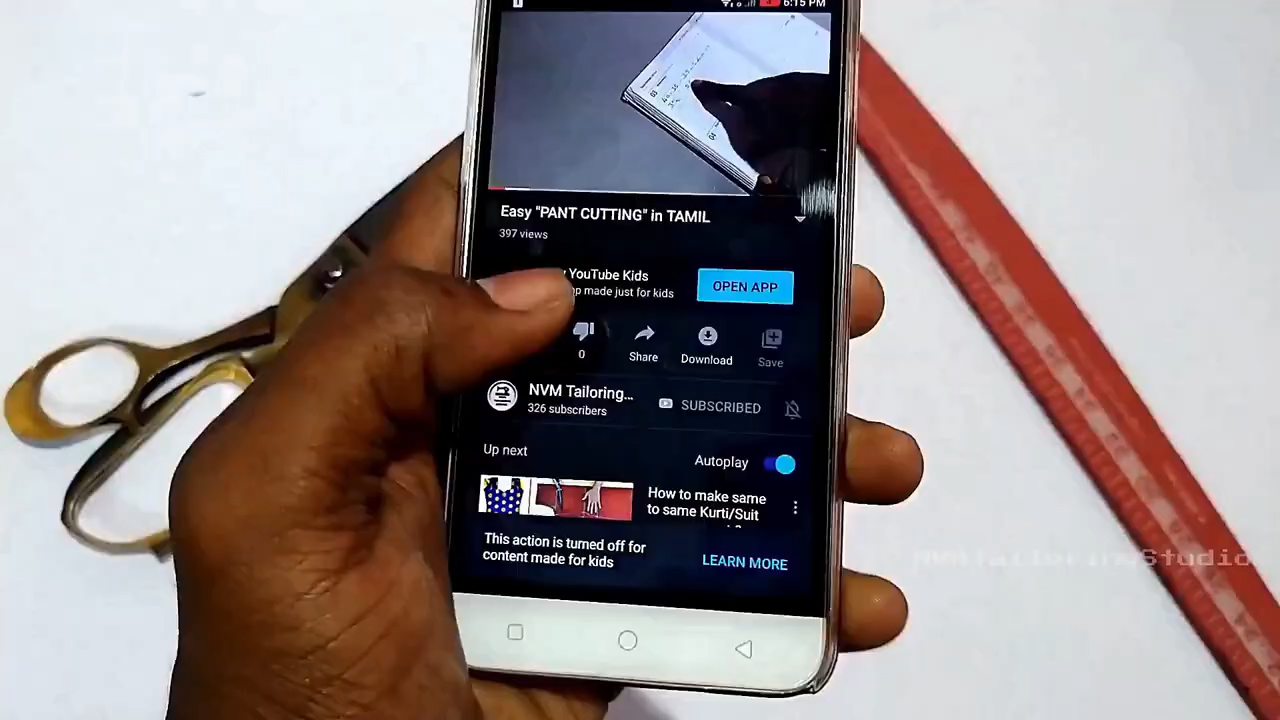 6:15 PM
Easy "PANT CUTTING" in TAMIL
397 views
YouTube Kids
made just for kids
OPEN APP
0
Share
Download
Save
NVM Tailoring...
326 subscribers
SUBSCRIBED
Up next
Autoplay
How to make same
to same Kurti/Suit
This action is turned off for
content made for kids
LEARN MORE